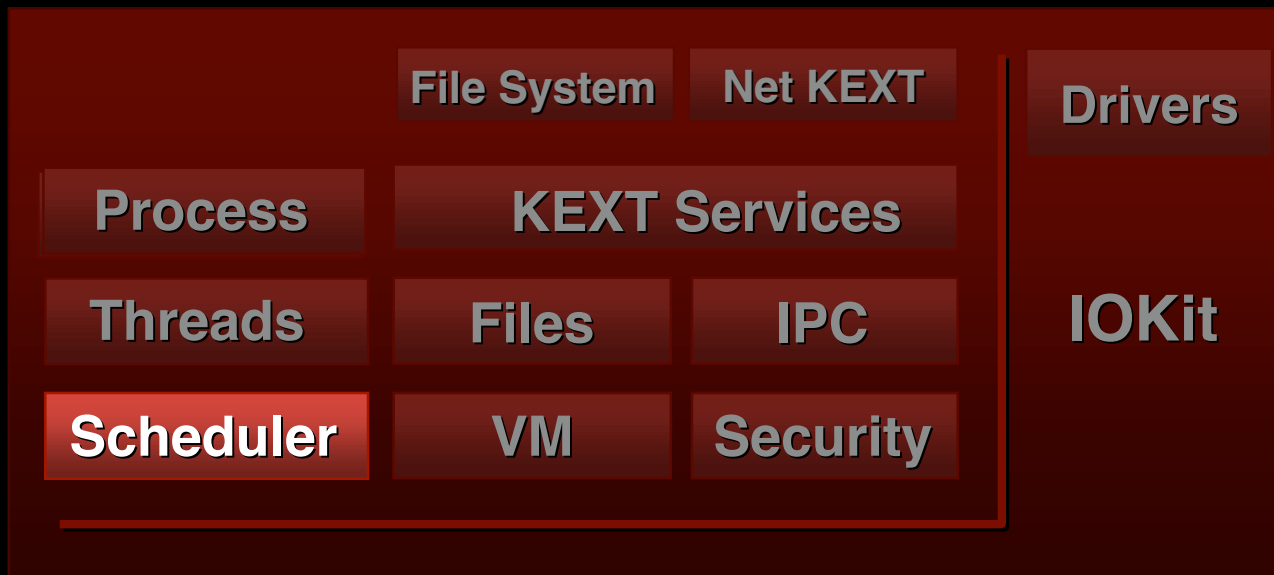 File System
Net KEXT
Drivers
Process
KEXT Services
Threads
Files
IPC
IOKit
Scheduler
VM
Security